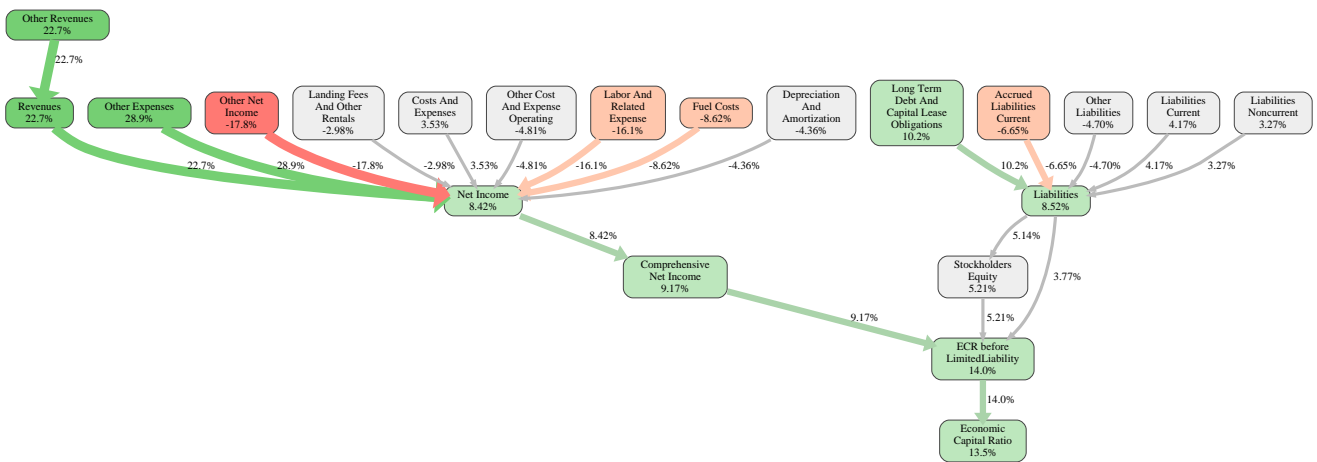 Other Revenues
22.7%
22.7%
Revenues
22.7%
Other Expenses
28.9%
Other Net
Income
-17.8%
Landing Fees
And Other
Rentals
-2.98%
Costs And
Expenses
3.53%
Other Cost
And Expense
Operating
-4.81%
Labor And
Related
Expense
-16.1%
Fuel Costs
-8.62%
Depreciation
And
Amortization
-4.36%
Long Term
Debt And
Capital Lease
Obligations
10.2%
Accrued
Liabilities
Current
-6.65%
Other
Liabilities
-4.70%
Liabilities
Current
4.17%
Liabilities
Noncurrent
3.27%
22.7%
28.9%
-17.8%
-2.98%
3.53%
-4.81%
-16.1%
-8.62%
-4.36%
10.2%
-6.65%
-4.70%
4.17%
3.27%
Net Income
8.42%
Liabilities
8.52%
8.42%
5.14%
3.77%
Comprehensive
Net Income
9.17%
Stockholders
Equity
5.21%
9.17%
5.21%
ECR before
LimitedLiability
14.0%
14.0%
Economic
Capital Ratio
13.5%